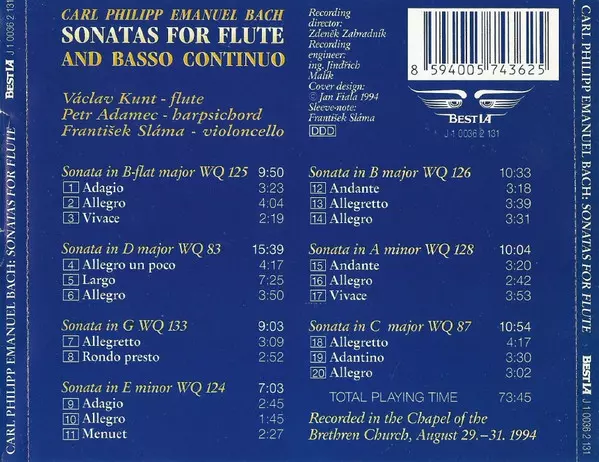 CARL PHILIPP EMANUEL BACH
SONATAS FOR FLUTE
AND BASSO CONTINUO
Václav Kunt - flute
Petr Adamec - harpsichord
František Sláma - violoncello
Recording
director:
Zdeněk Zahradník
Recording
engineer:
ing. Jindřich
Malík
Cover design:
© Jan Fiala 1994
Sleeve-note:
František Sláma
DDD
8 594005 743625
BESTIA
J-1 0036 2 131
Sonata in B-flat major WQ 125 9:50
1 Adagio 3:23
2 Allegro 4:04
3 Vivace 2:19
Sonata in D major WQ 83 15:39
4 Allegro un poco 4:17
5 Largo 7:25
6 Allegro 3:50
Sonata in G WQ 133 9:03
7 Allegretto 3:09
8 Rondo presto 2:52
Sonata in E minor WQ 124 7:03
9 Adagio 2:45
10 Allegro 1:45
11 Menuet 2:27
Sonata in B major WQ 126 10:33
12 Andante 3:18
13 Allegretto 3:39
14 Allegro 3:31
Sonata in A minor WQ 128 10:04
15 Andante 3:20
16 Allegro 2:42
17 Vivace 3:53
Sonata in C major WQ 87 10:54
18 Allegretto 4:17
19 Adantino 3:30
20 Allegro 3:02
TOTAL PLAYING TIME 73:45
Recorded in the Chapel of the
Brethren Church, August 29.-31. 1994
CARL PHILIPP EMANUEL BACH: SONATAS FOR FLUTE BESTIA J 1 0036 2 131
CARL PHILIPP EMANUEL BACH: SONATAS FOR FLUTE BESTIA J 1 0036 2 131